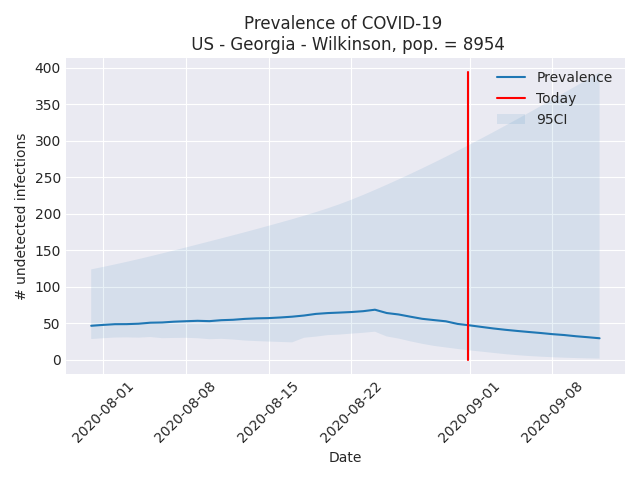 Prevalence of COVID-19
US - Georgia - Wilkinson, pop. = 8954
400
350
300
250
200
150
100
50
0
# undetected infections
Prevalence
Today
95CI
2020-08-01
2020-08-08
2020-08-15
2020-08-22
2020-09-01
2020-09-08
Date